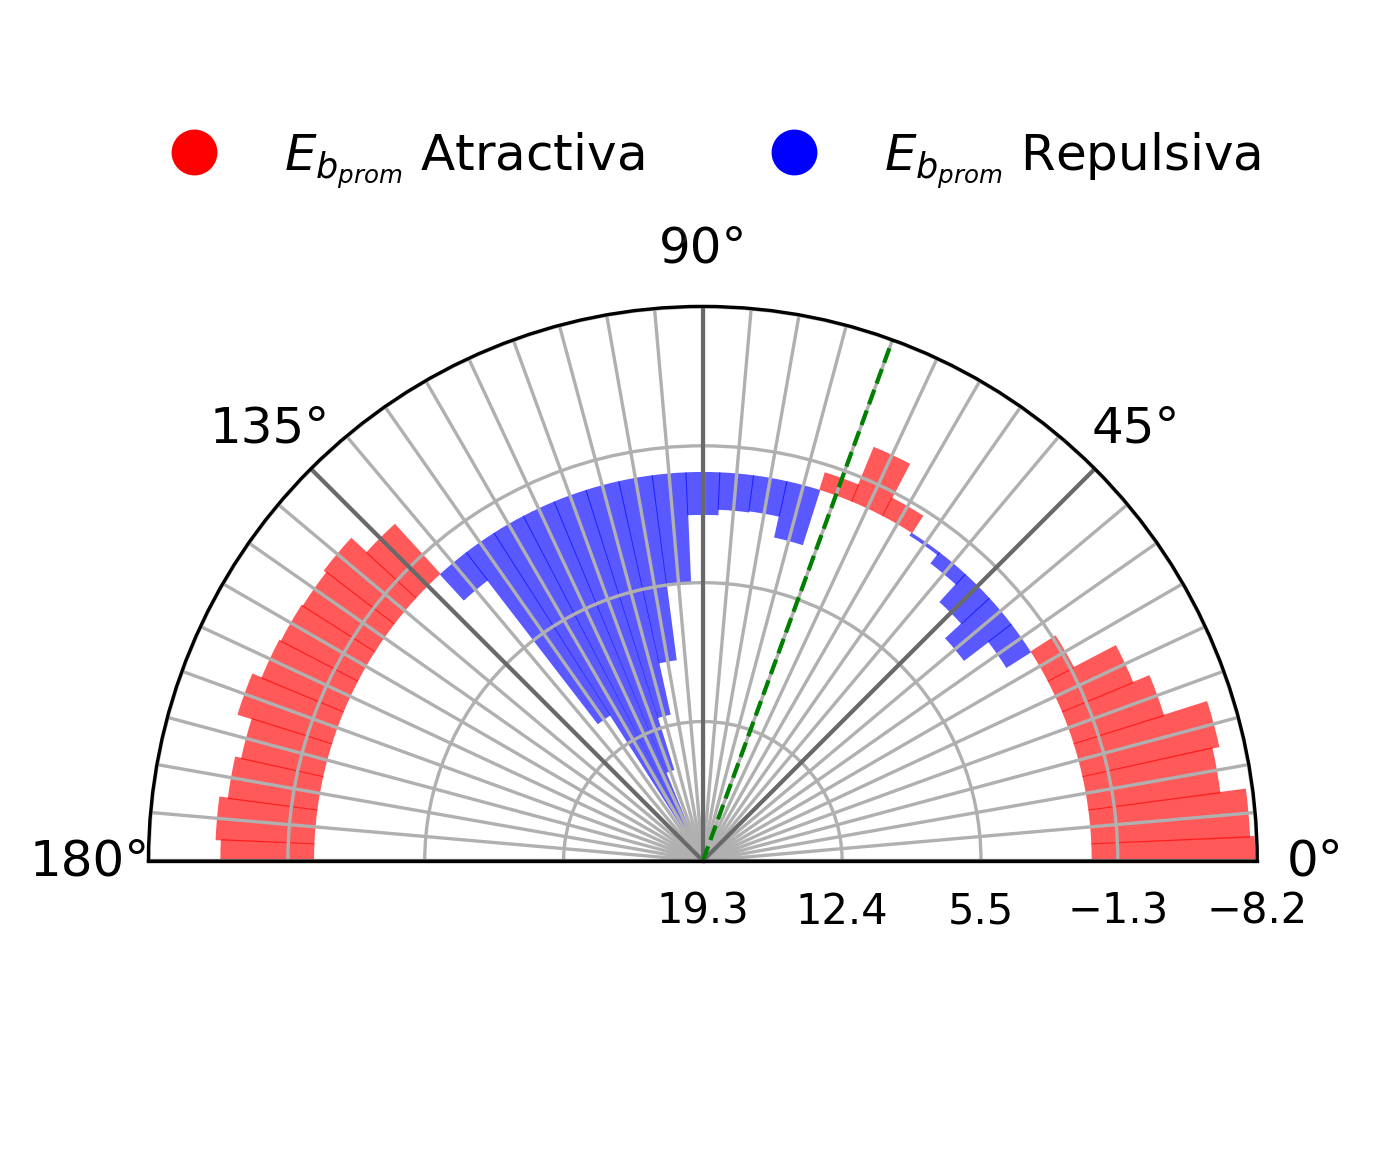 E_{b_{prom}} Atractiva E_{b_{prom}} Repulsiva
90°
135° 45°
180° 0°
19.3 12.4 5.5 −1.3 −8.2